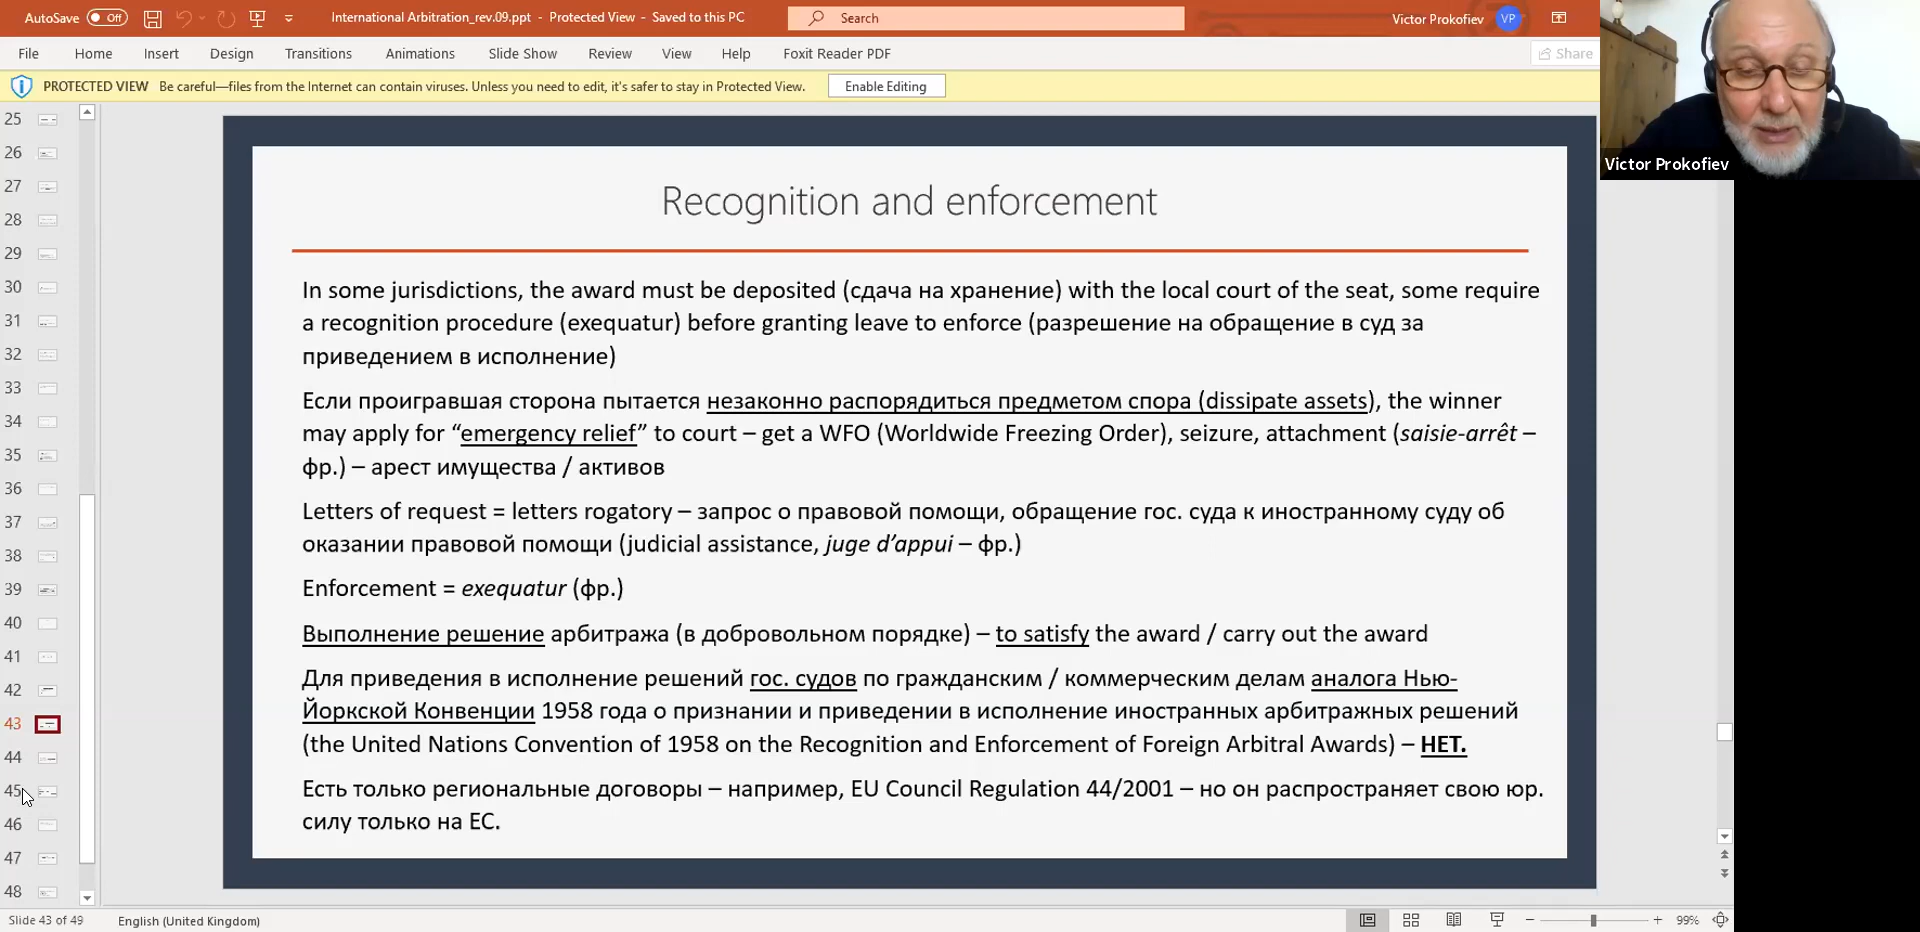 AutoSave Off International Arbitration_rev.09.ppt - Protected View - Saved to this PC Search Victor Prokofiev VP
File Home Insert Design Transitions Animations Slide Show Review View Help Foxit Reader PDF Share
PROTECTED VIEW Be careful—files from the Internet can contain viruses. Unless you need to edit, it's safer to stay in Protected View. Enable Editing
Victor Prokofiev
25
26
27
28
29
30
31
32
33
34
35
36
37
38
39
40
41
42
43
44
45
46
47
48
Recognition and enforcement
In some jurisdictions, the award must be deposited (сдача на хранение) with the local court of the seat, some require
a recognition procedure (exequatur) before granting leave to enforce (разрешение на обращение в суд за
приведением в исполнение)
Если проигравшая сторона пытается незаконно распорядиться предметом спора (dissipate assets), the winner
may apply for “emergency relief” to court – get a WFO (Worldwide Freezing Order), seizure, attachment (saisie-arrêt –
фр.) – арест имущества / активов
Letters of request = letters rogatory – запрос о правовой помощи, обращение гос. суда к иностранному суду об
оказании правовой помощи (judicial assistance, juge d’appui – фр.)
Enforcement = exequatur (фр.)
Выполнение решение арбитража (в добровольном порядке) – to satisfy the award / carry out the award
Для приведения в исполнение решений гос. судов по гражданским / коммерческим делам аналога Нью-
Йоркской Конвенции 1958 года о признании и приведении в исполнение иностранных арбитражных решений
(the United Nations Convention of 1958 on the Recognition and Enforcement of Foreign Arbitral Awards) – НЕТ.
Есть только региональные договоры – например, EU Council Regulation 44/2001 – но он распространяет свою юр.
силу только на ЕС.
Slide 43 of 49 English (United Kingdom) 99%